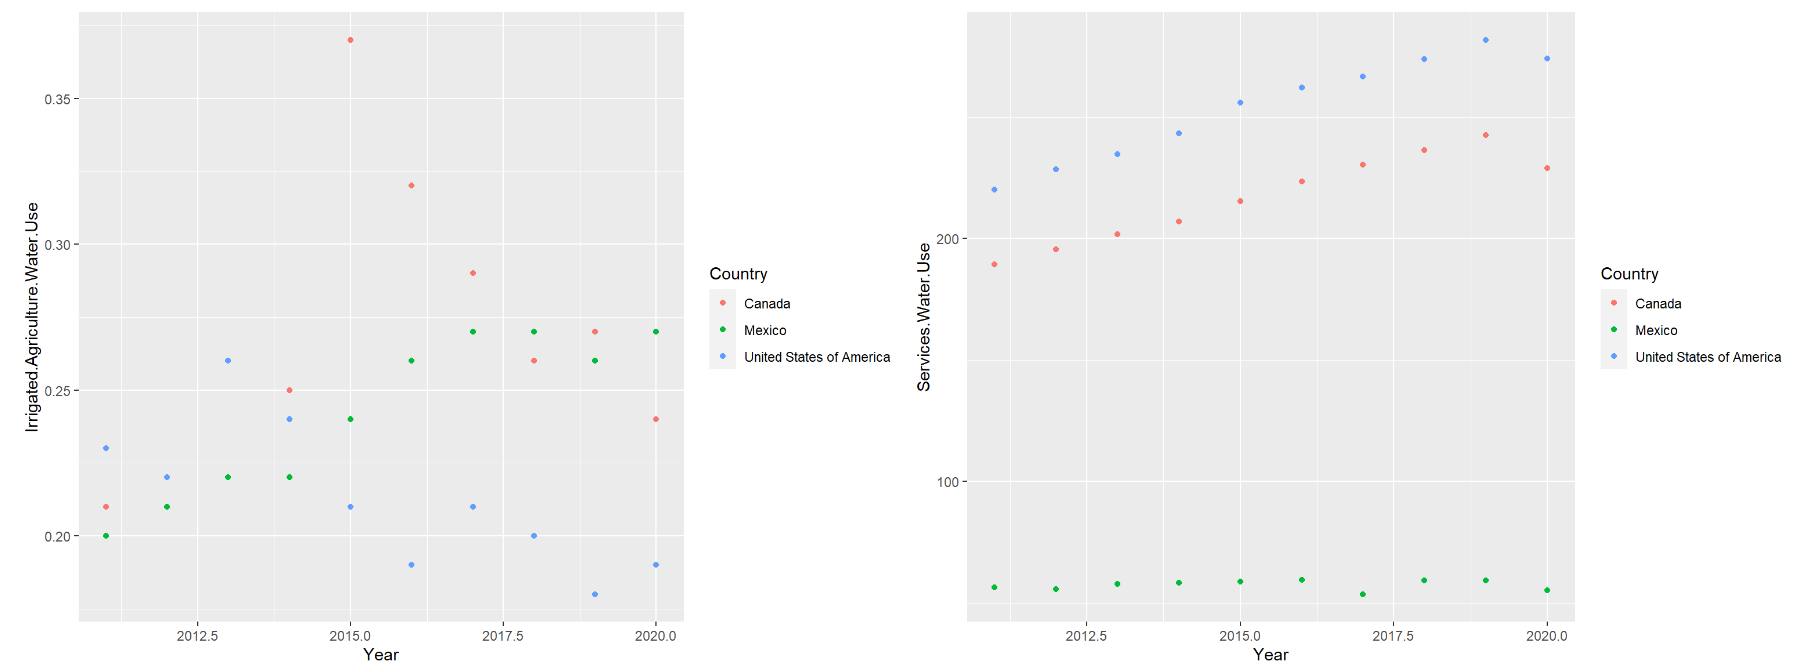 Irrigated.Agriculture.Water.Use
0.35
0.30
0.25
0.20
2012.5
2015.0
2017.5
2020.0
Year
Country
Canada
Mexico
United States of America
Services.Water.Use
200
100
2012.5
2015.0
2017.5
2020.0
Year
Country
Canada
Mexico
United States of America